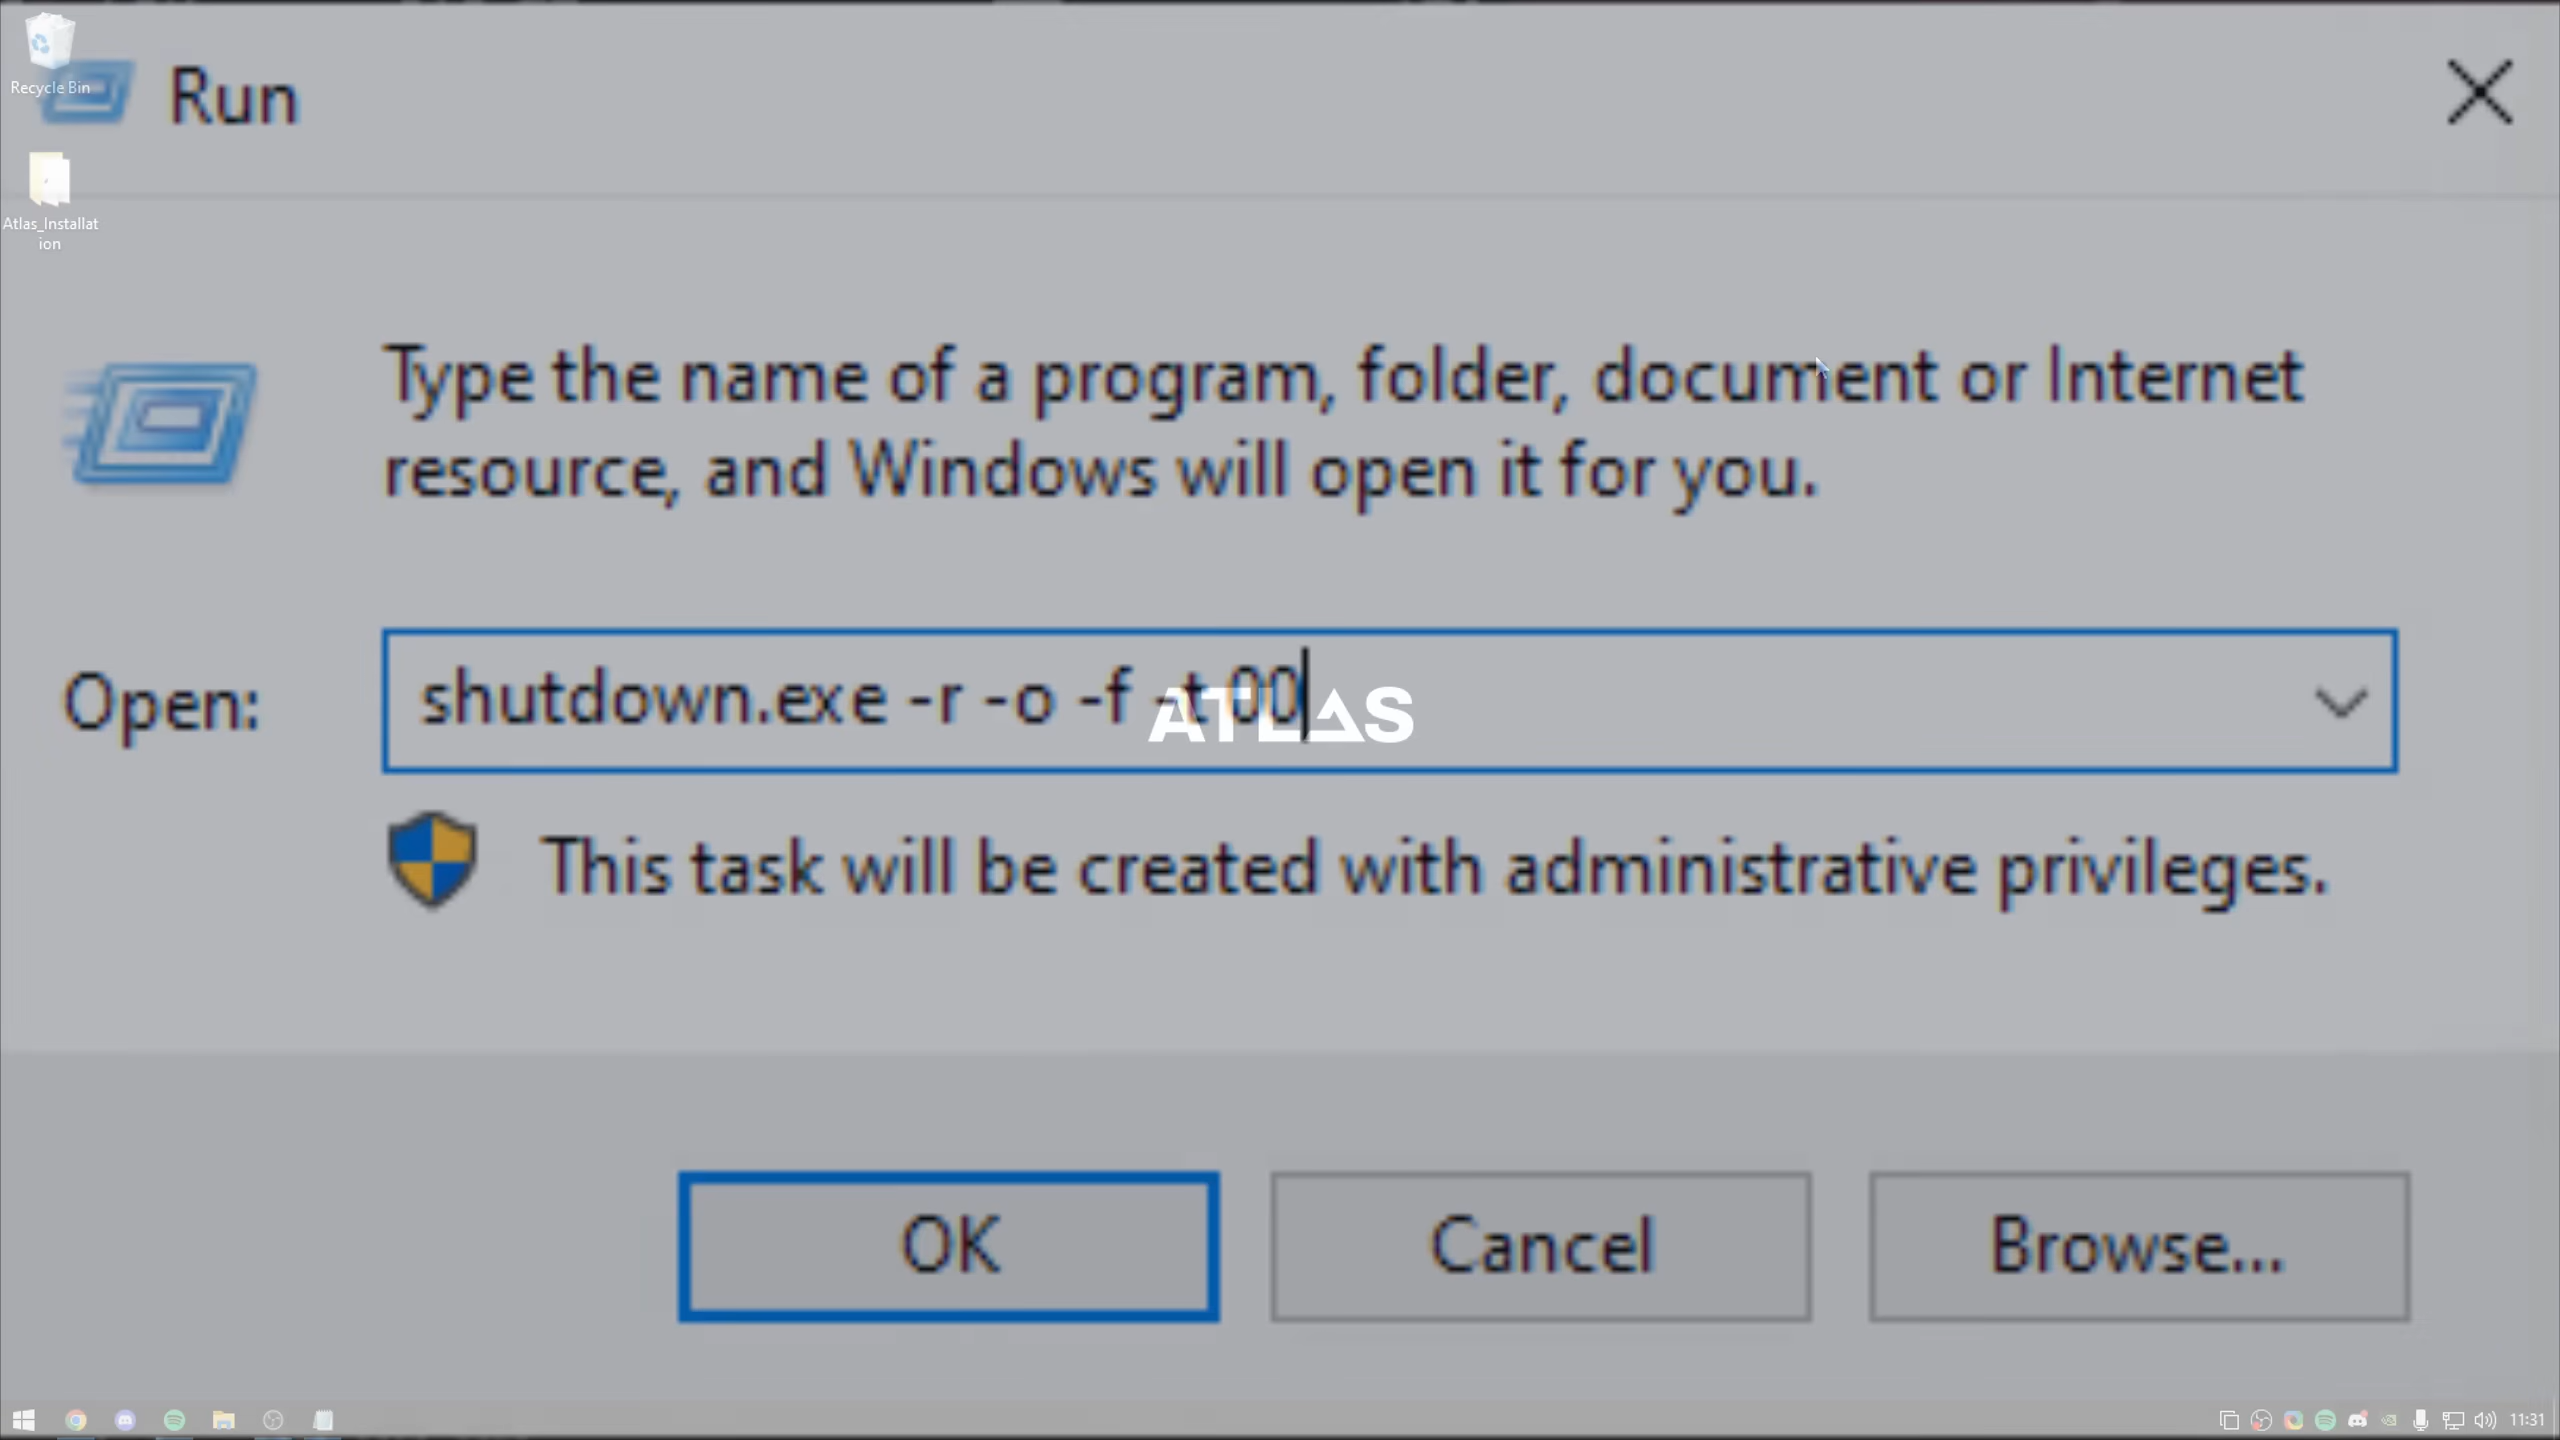 Recycle Bin
Run
Atlas_Installat
ion
Type the name of a program, folder, document or Internet
resource, and Windows will open it for you.
Open:
shutdown.exe -r -o -f -t 00
ATLAS
This task will be created with administrative privileges.
OK
Cancel
Browse...
11:31